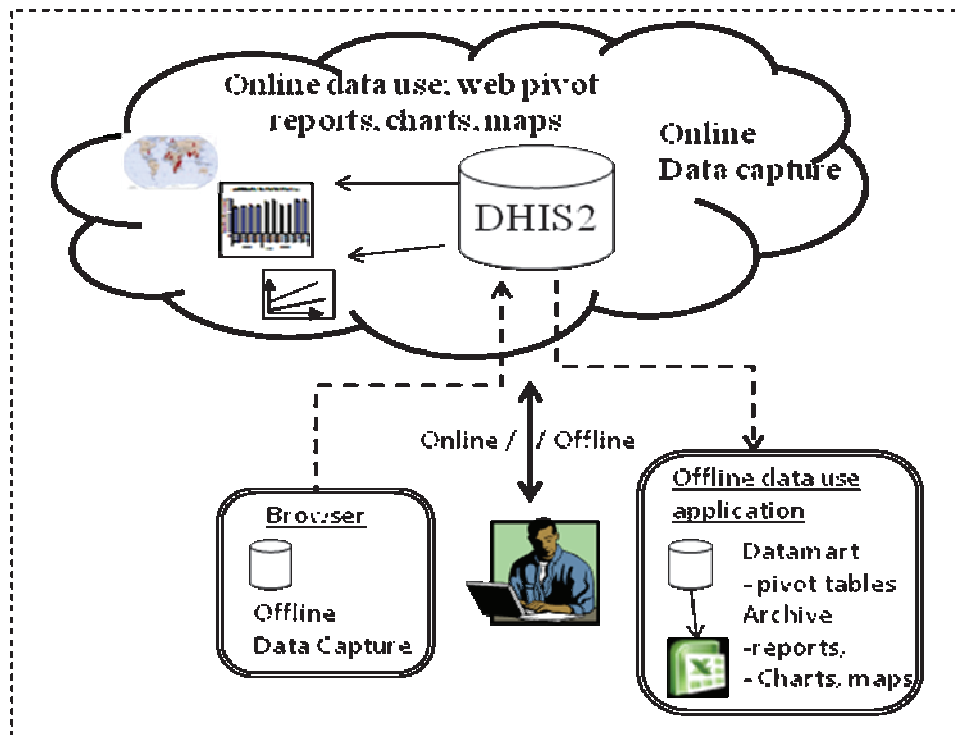 Online data use: web pivot
reports, charts, maps
Online
Data capture
DHIS2
Online / / Offline
Browser
Offline
Data Capture
Offline data use
application
Datamart
-pivot tables
Archive
-reports,
- Charts, maps